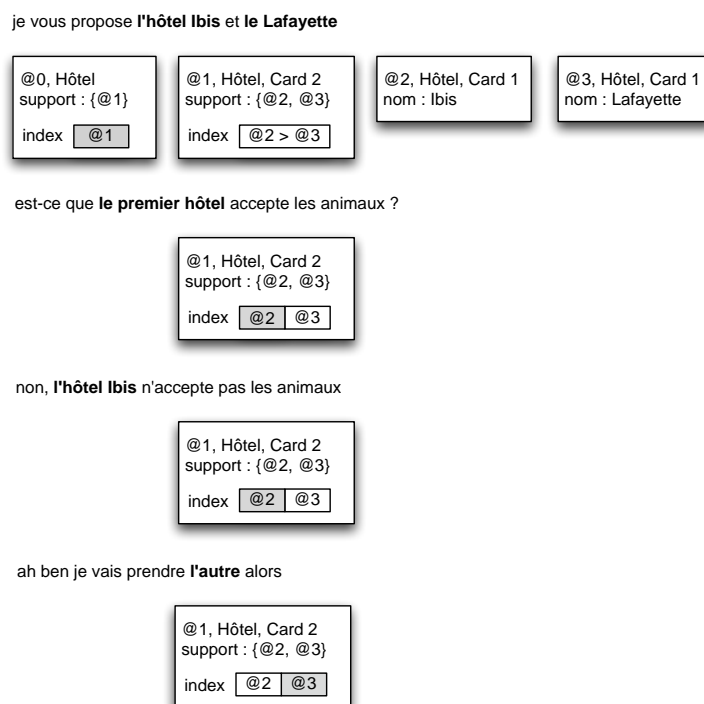 je vous propose l'hôtel Ibis et le Lafayette
@0, Hôtel
support : {@1}
index @1
@1, Hôtel, Card 2
support : {@2, @3}
index @2 > @3
@2, Hôtel, Card 1
nom : Ibis
@3, Hôtel, Card 1
nom : Lafayette
est-ce que le premier hôtel accepte les animaux ?
@1, Hôtel, Card 2
support : {@2, @3}
index @2 @3
non, l'hôtel Ibis n'accepte pas les animaux
@1, Hôtel, Card 2
support : {@2, @3}
index @2 @3
ah ben je vais prendre l'autre alors
@1, Hôtel, Card 2
support : {@2, @3}
index @2 @3